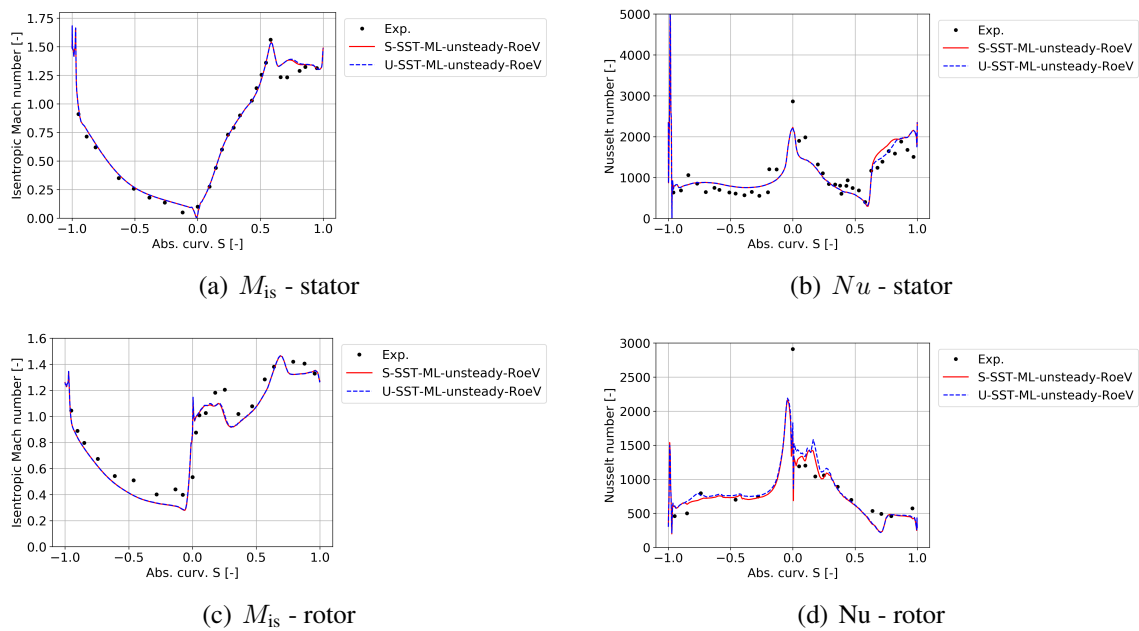 1.75
1.50
1.25
1.00
0.75
0.50
0.25
0.00
Isentropic Mach number [-]
−1.0 −0.5 0.0 0.5 1.0
Abs. curv. S [-]
Exp.
S-SST-ML-unsteady-RoeV
U-SST-ML-unsteady-RoeV
(a) M_is - stator
5000
4000
3000
2000
1000
0
Nusselt number [-]
−1.0 −0.5 0.0 0.5 1.0
Abs. curv. S [-]
Exp.
S-SST-ML-unsteady-RoeV
U-SST-ML-unsteady-RoeV
(b) Nu - stator
1.6
1.4
1.2
1.0
0.8
0.6
0.4
0.2
0.0
Isentropic Mach number [-]
−1.0 −0.5 0.0 0.5 1.0
Abs. curv. S [-]
Exp.
S-SST-ML-unsteady-RoeV
U-SST-ML-unsteady-RoeV
(c) M_is - rotor
3000
2500
2000
1500
1000
500
0
Nusselt number [-]
−1.0 −0.5 0.0 0.5 1.0
Abs. curv. S [-]
Exp.
S-SST-ML-unsteady-RoeV
U-SST-ML-unsteady-RoeV
(d) Nu - rotor